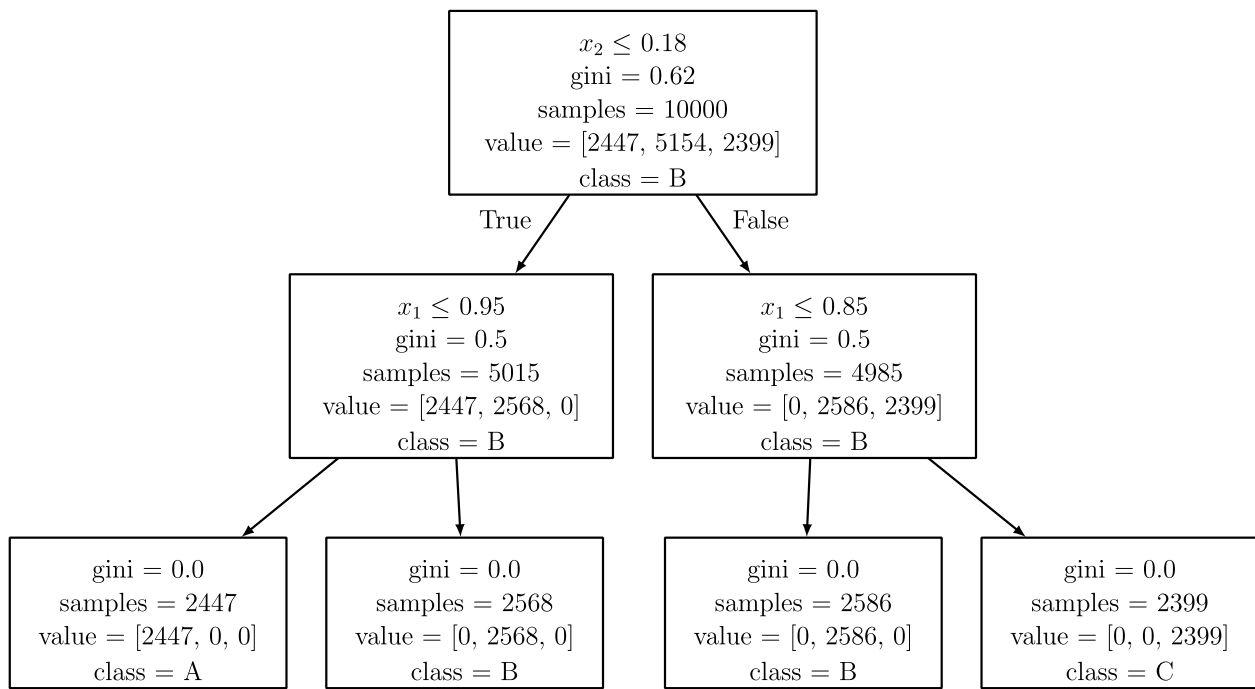 x₂ ≤ 0.18
gini = 0.62
samples = 10000
value = [2447, 5154, 2399]
class = B
True
False
x₁ ≤ 0.95
gini = 0.5
samples = 5015
value = [2447, 2568, 0]
class = B
x₁ ≤ 0.85
gini = 0.5
samples = 4985
value = [0, 2586, 2399]
class = B
gini = 0.0
samples = 2447
value = [2447, 0, 0]
class = A
gini = 0.0
samples = 2568
value = [0, 2568, 0]
class = B
gini = 0.0
samples = 2586
value = [0, 2586, 0]
class = B
gini = 0.0
samples = 2399
value = [0, 0, 2399]
class = C